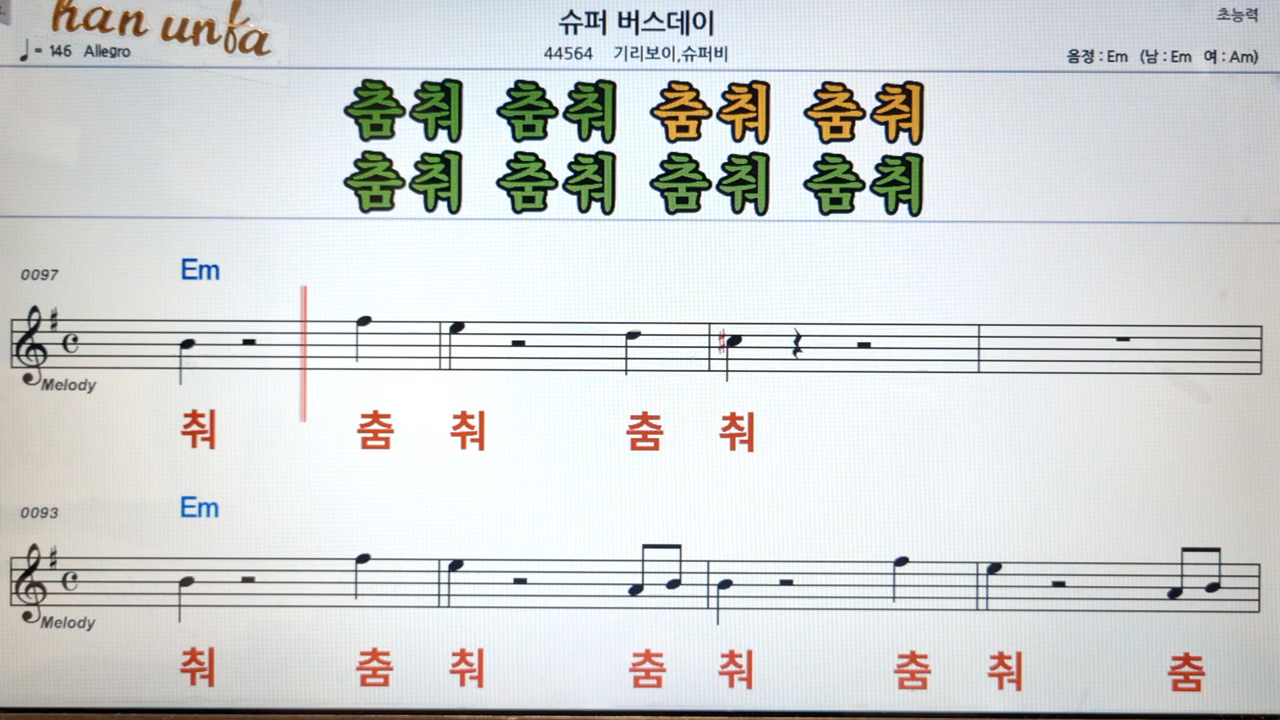 han unfa
슈퍼 버스데이
초능력
♩= 146 Allegro
44564 기리보이,슈퍼비
음정 : Em (남 : Em 여 : Am)
춤춰 춤춰 춤춰 춤춰
춤춰 춤춰 춤춰 춤춰
0097 Em
Melody
춰 춤 춰 춤 춰
0093 Em
Melody
춰 춤 춰 춤 춰 춤 춰 춤